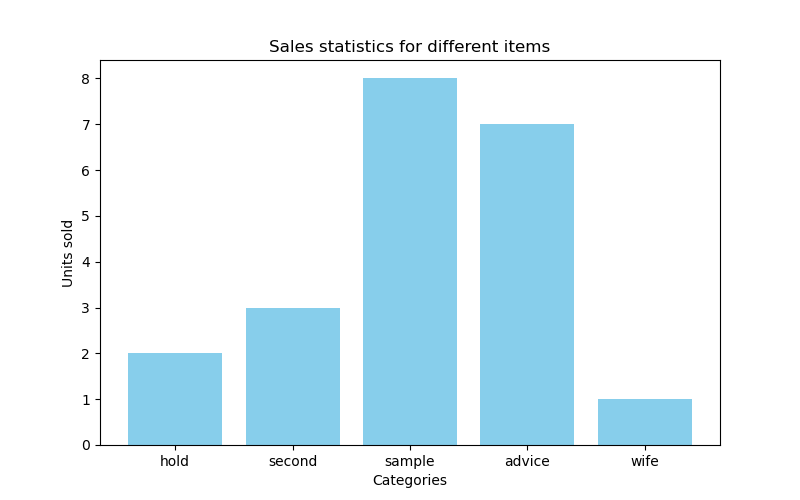 Sales statistics for different items
Units sold
8
7
6
5
4
3
2
1
0
hold second sample advice wife
Categories